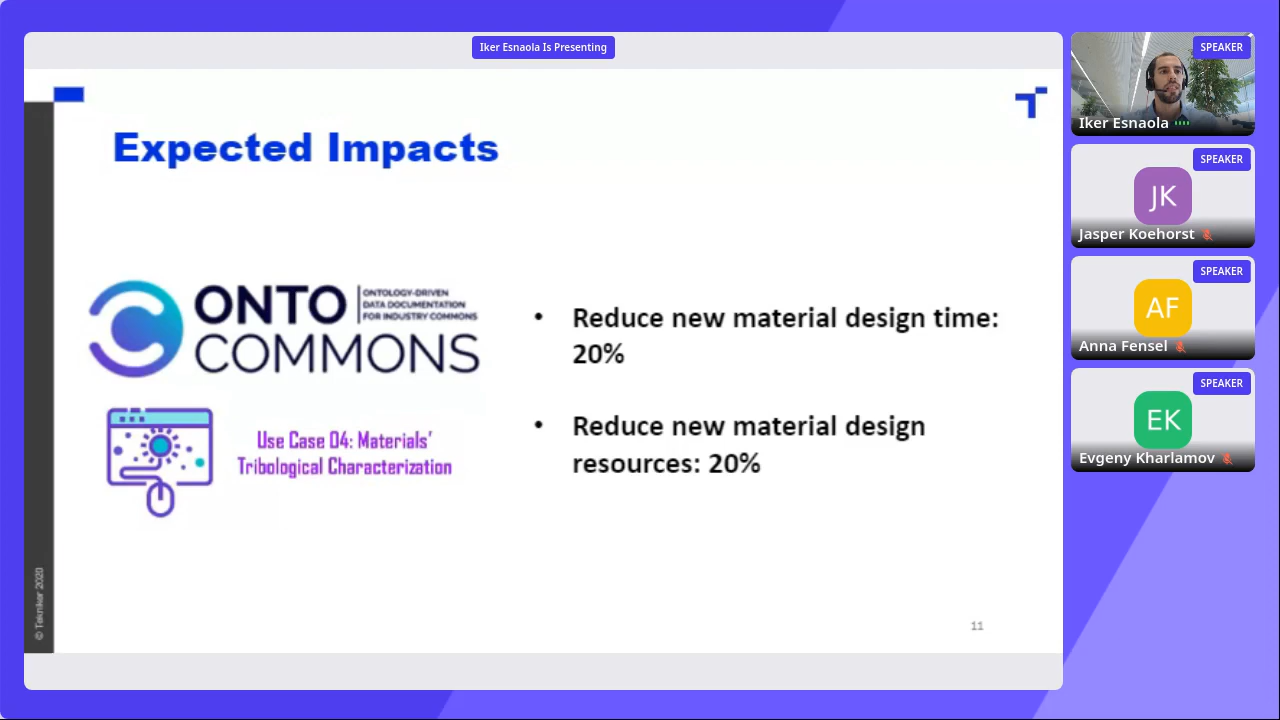 Iker Esnaola Is Presenting
Expected Impacts
ONTO
COMMONS
ONTOLOGY-DRIVEN
DATA DOCUMENTATION
FOR INDUSTRY COMMONS
Use Case 04: Materials'
Tribological Characterization
• Reduce new material design time:
20%
• Reduce new material design
resources: 20%
© Tekniker 2020
11
SPEAKER
Iker Esnaola
SPEAKER
JK
Jasper Koehorst
SPEAKER
AF
Anna Fensel
SPEAKER
EK
Evgeny Kharlamov